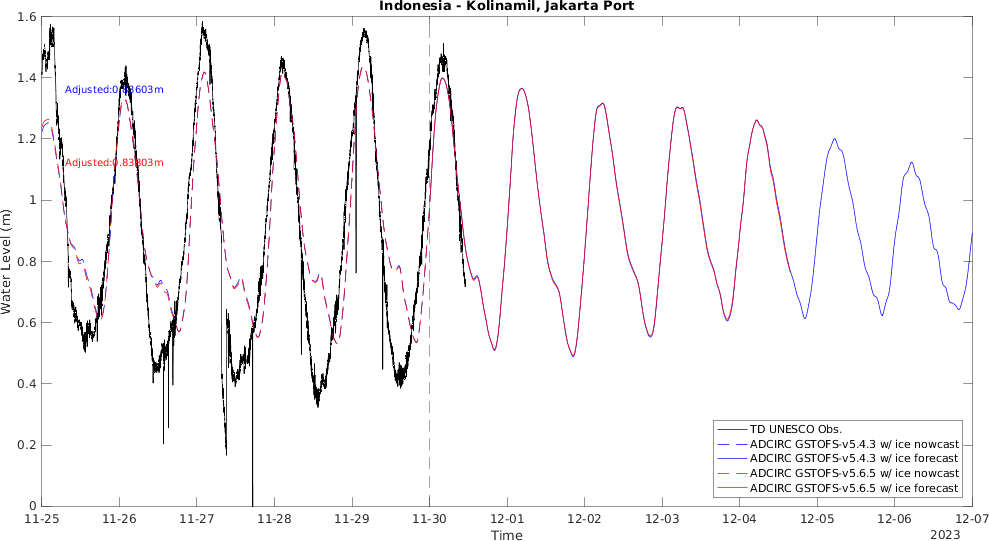 Indonesia - Kolinamil, Jakarta Port
1.6
1.4
1.2
1
0.8
0.6
0.4
0.2
0
Water Level (m)
11-25
11-26
11-27
11-28
11-29
11-30
12-01
12-02
12-03
12-04
12-05
12-06
12-07
Time
2023
TD UNESCO Obs.
ADCIRC GSTOFS-v5.4.3 w/ ice nowcast
ADCIRC GSTOFS-v5.4.3 w/ ice forecast
ADCIRC GSTOFS-v5.6.5 w/ ice nowcast
ADCIRC GSTOFS-v5.6.5 w/ ice forecast